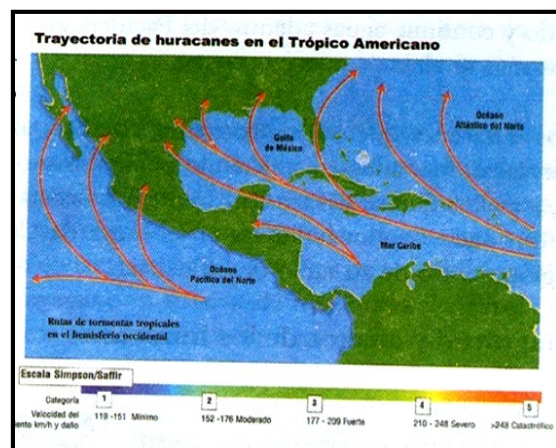 Trayectoria de huracanes en el Trópico Americano
Océano
Atlático del Norte
Golfo
de México
Mar Caribe
Océano
Pacífico del Norte
Rutas de tormentas tropicales
en el hemisferio occidental
Escala Simpson/Saffir
Categoría 1 2 3 4 5
Velocidad del
ento km/h y daño 119 -151 Mínimo 152 -176 Moderado 177 - 209 Fuerte 210 - 248 Severo >248 Catastrófico